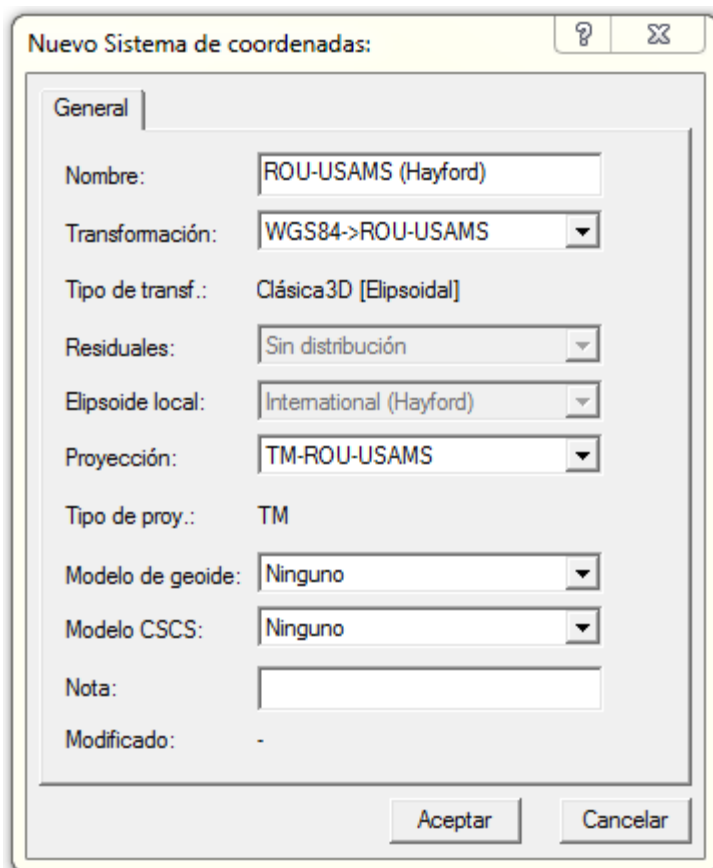 Nuevo Sistema de coordenadas:
General
Nombre: ROU-USAMS (Hayford)
Transformación: WGS84->ROU-USAMS
Tipo de transf.: Clásica3D [Elipsoidal]
Residuales: Sin distribución
Elipsoide local: International (Hayford)
Proyección: TM-ROU-USAMS
Tipo de proy.: TM
Modelo de geoide: Ninguno
Modelo CSCS: Ninguno
Nota:
Modificado: -
Aceptar Cancelar